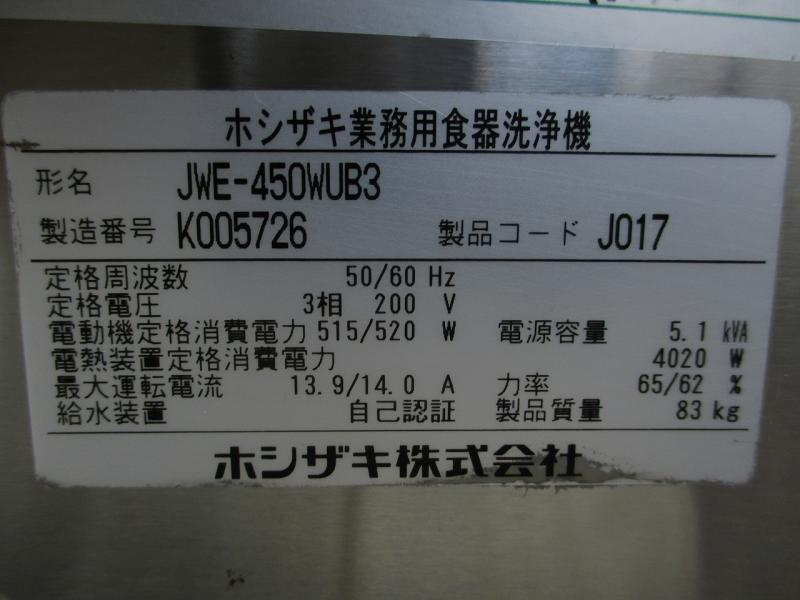 ホシザキ業務用食器洗浄機
形名 JWE-450WUB3
製造番号 K005726 製品コード J017
定格周波数 50/60 Hz
定格電圧 3相 200 V
電動機定格消費電力 515/520 W 電源容量 5.1 kVA
電熱装置定格消費電力 4020 W
最大運転電流 13.9/14.0 A 力率 65/62 %
給水装置 自己認証 製品質量 83 kg
ホシザキ株式会社